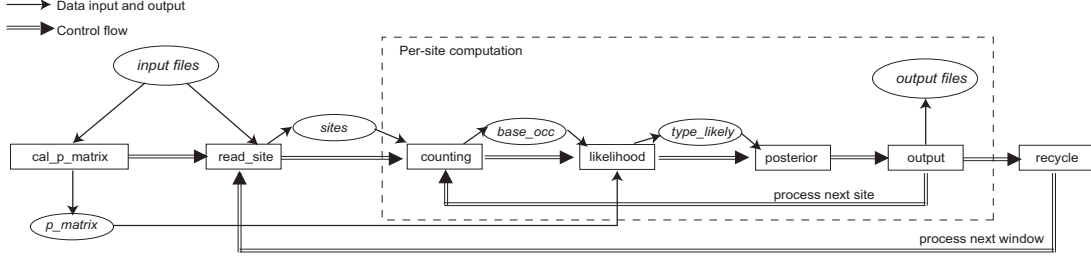 Data input and output
Control flow
Per-site computation
input files
output files
sites
base_occ
type_likely
cal_p_matrix
read_site
counting
likelihood
posterior
output
recycle
process next site
p_matrix
process next window